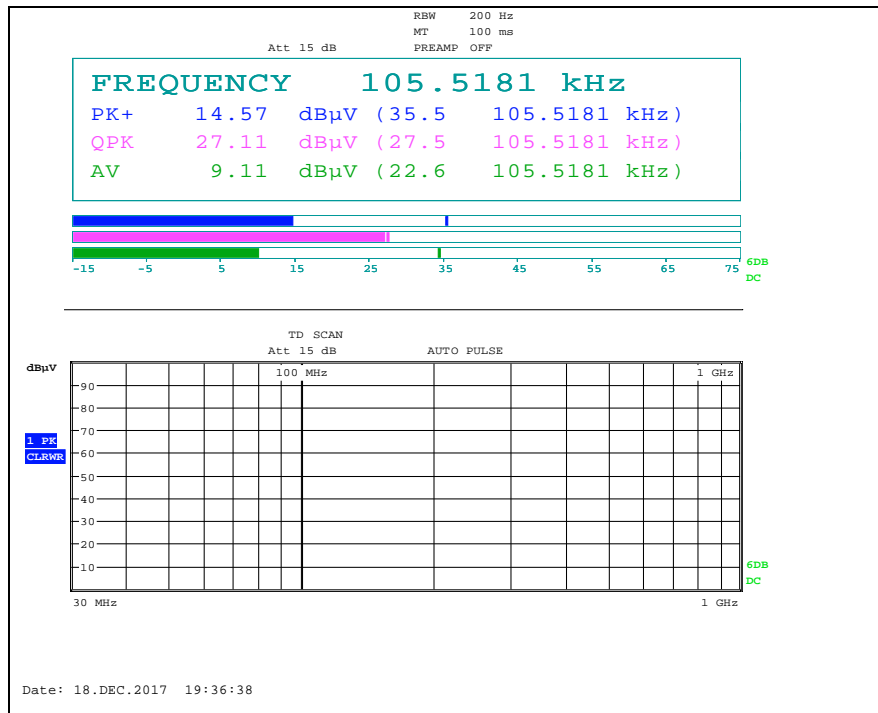 RBW 200 Hz
MT 100 ms
Att 15 dB PREAMP OFF
FREQUENCY 105.5181 kHz
PK+ 14.57 dBµV (35.5 105.5181 kHz)
QPK 27.11 dBµV (27.5 105.5181 kHz)
AV 9.11 dBµV (22.6 105.5181 kHz)
-15 -5 5 15 25 35 45 55 65 75
6DB
DC
TD SCAN
Att 15 dB AUTO PULSE
dBµV
100 MHz 1 GHz
90
80
70
1 PK
CLRWR
60
50
40
30
20
10
6DB
DC
30 MHz 1 GHz
Date: 18.DEC.2017 19:36:38